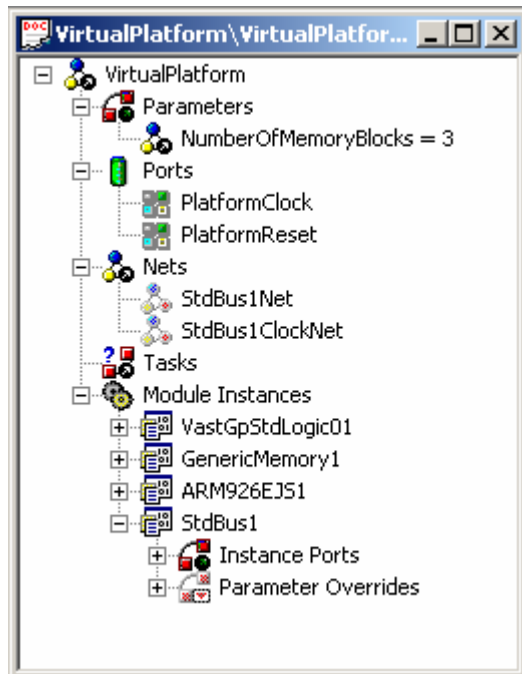 VirtualPlatform\VirtualPlatfor...
VirtualPlatform
Parameters
NumberOfMemoryBlocks = 3
Ports
PlatformClock
PlatformReset
Nets
StdBus1Net
StdBus1ClockNet
Tasks
Module Instances
VastGpStdLogic01
GenericMemory1
ARM926EJS1
StdBus1
Instance Ports
Parameter Overrides